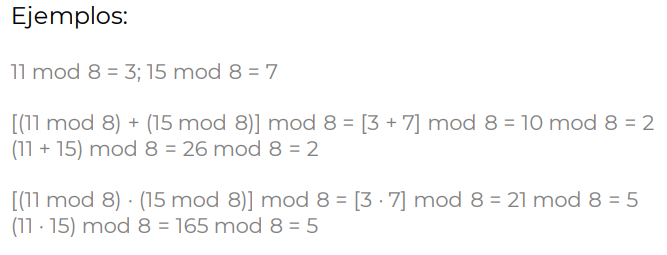 Ejemplos:
11 mod 8 = 3; 15 mod 8 = 7
[(11 mod 8) + (15 mod 8)] mod 8 = [3 + 7] mod 8 = 10 mod 8 = 2
(11 + 15) mod 8 = 26 mod 8 = 2
[(11 mod 8) · (15 mod 8)] mod 8 = [3 · 7] mod 8 = 21 mod 8 = 5
(11 · 15) mod 8 = 165 mod 8 = 5